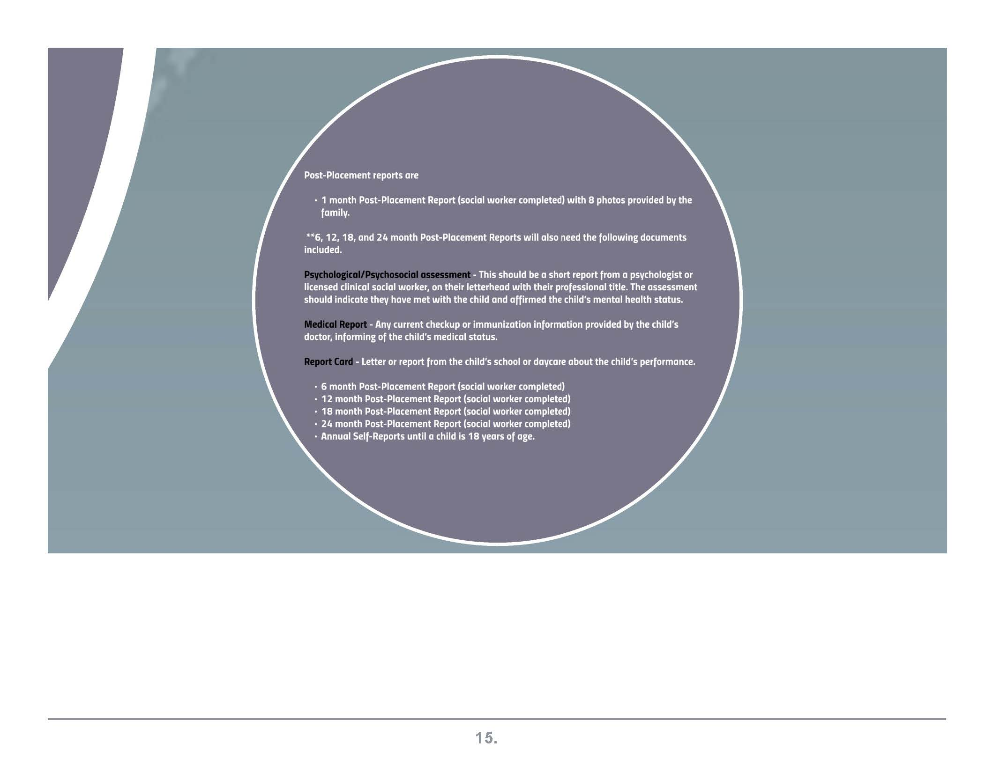 Post-Placement reports are
• 1 month Post-Placement Report (social worker completed) with 8 photos provided by the
family.
**6, 12, 18, and 24 month Post-Placement Reports will also need the following documents
included.
Psychological/Psychosocial assessment - This should be a short report from a psychologist or
licensed clinical social worker, on their letterhead with their professional title. The assessment
should indicate they have met with the child and affirmed the child's mental health status.
Medical Report - Any current checkup or immunization information provided by the child's
doctor, informing of the child's medical status.
Report Card - Letter or report from the child's school or daycare about the child's performance.
• 6 month Post-Placement Report (social worker completed)
• 12 month Post-Placement Report (social worker completed)
• 18 month Post-Placement Report (social worker completed)
• 24 month Post-Placement Report (social worker completed)
• Annual Self-Reports until a child is 18 years of age.
15.